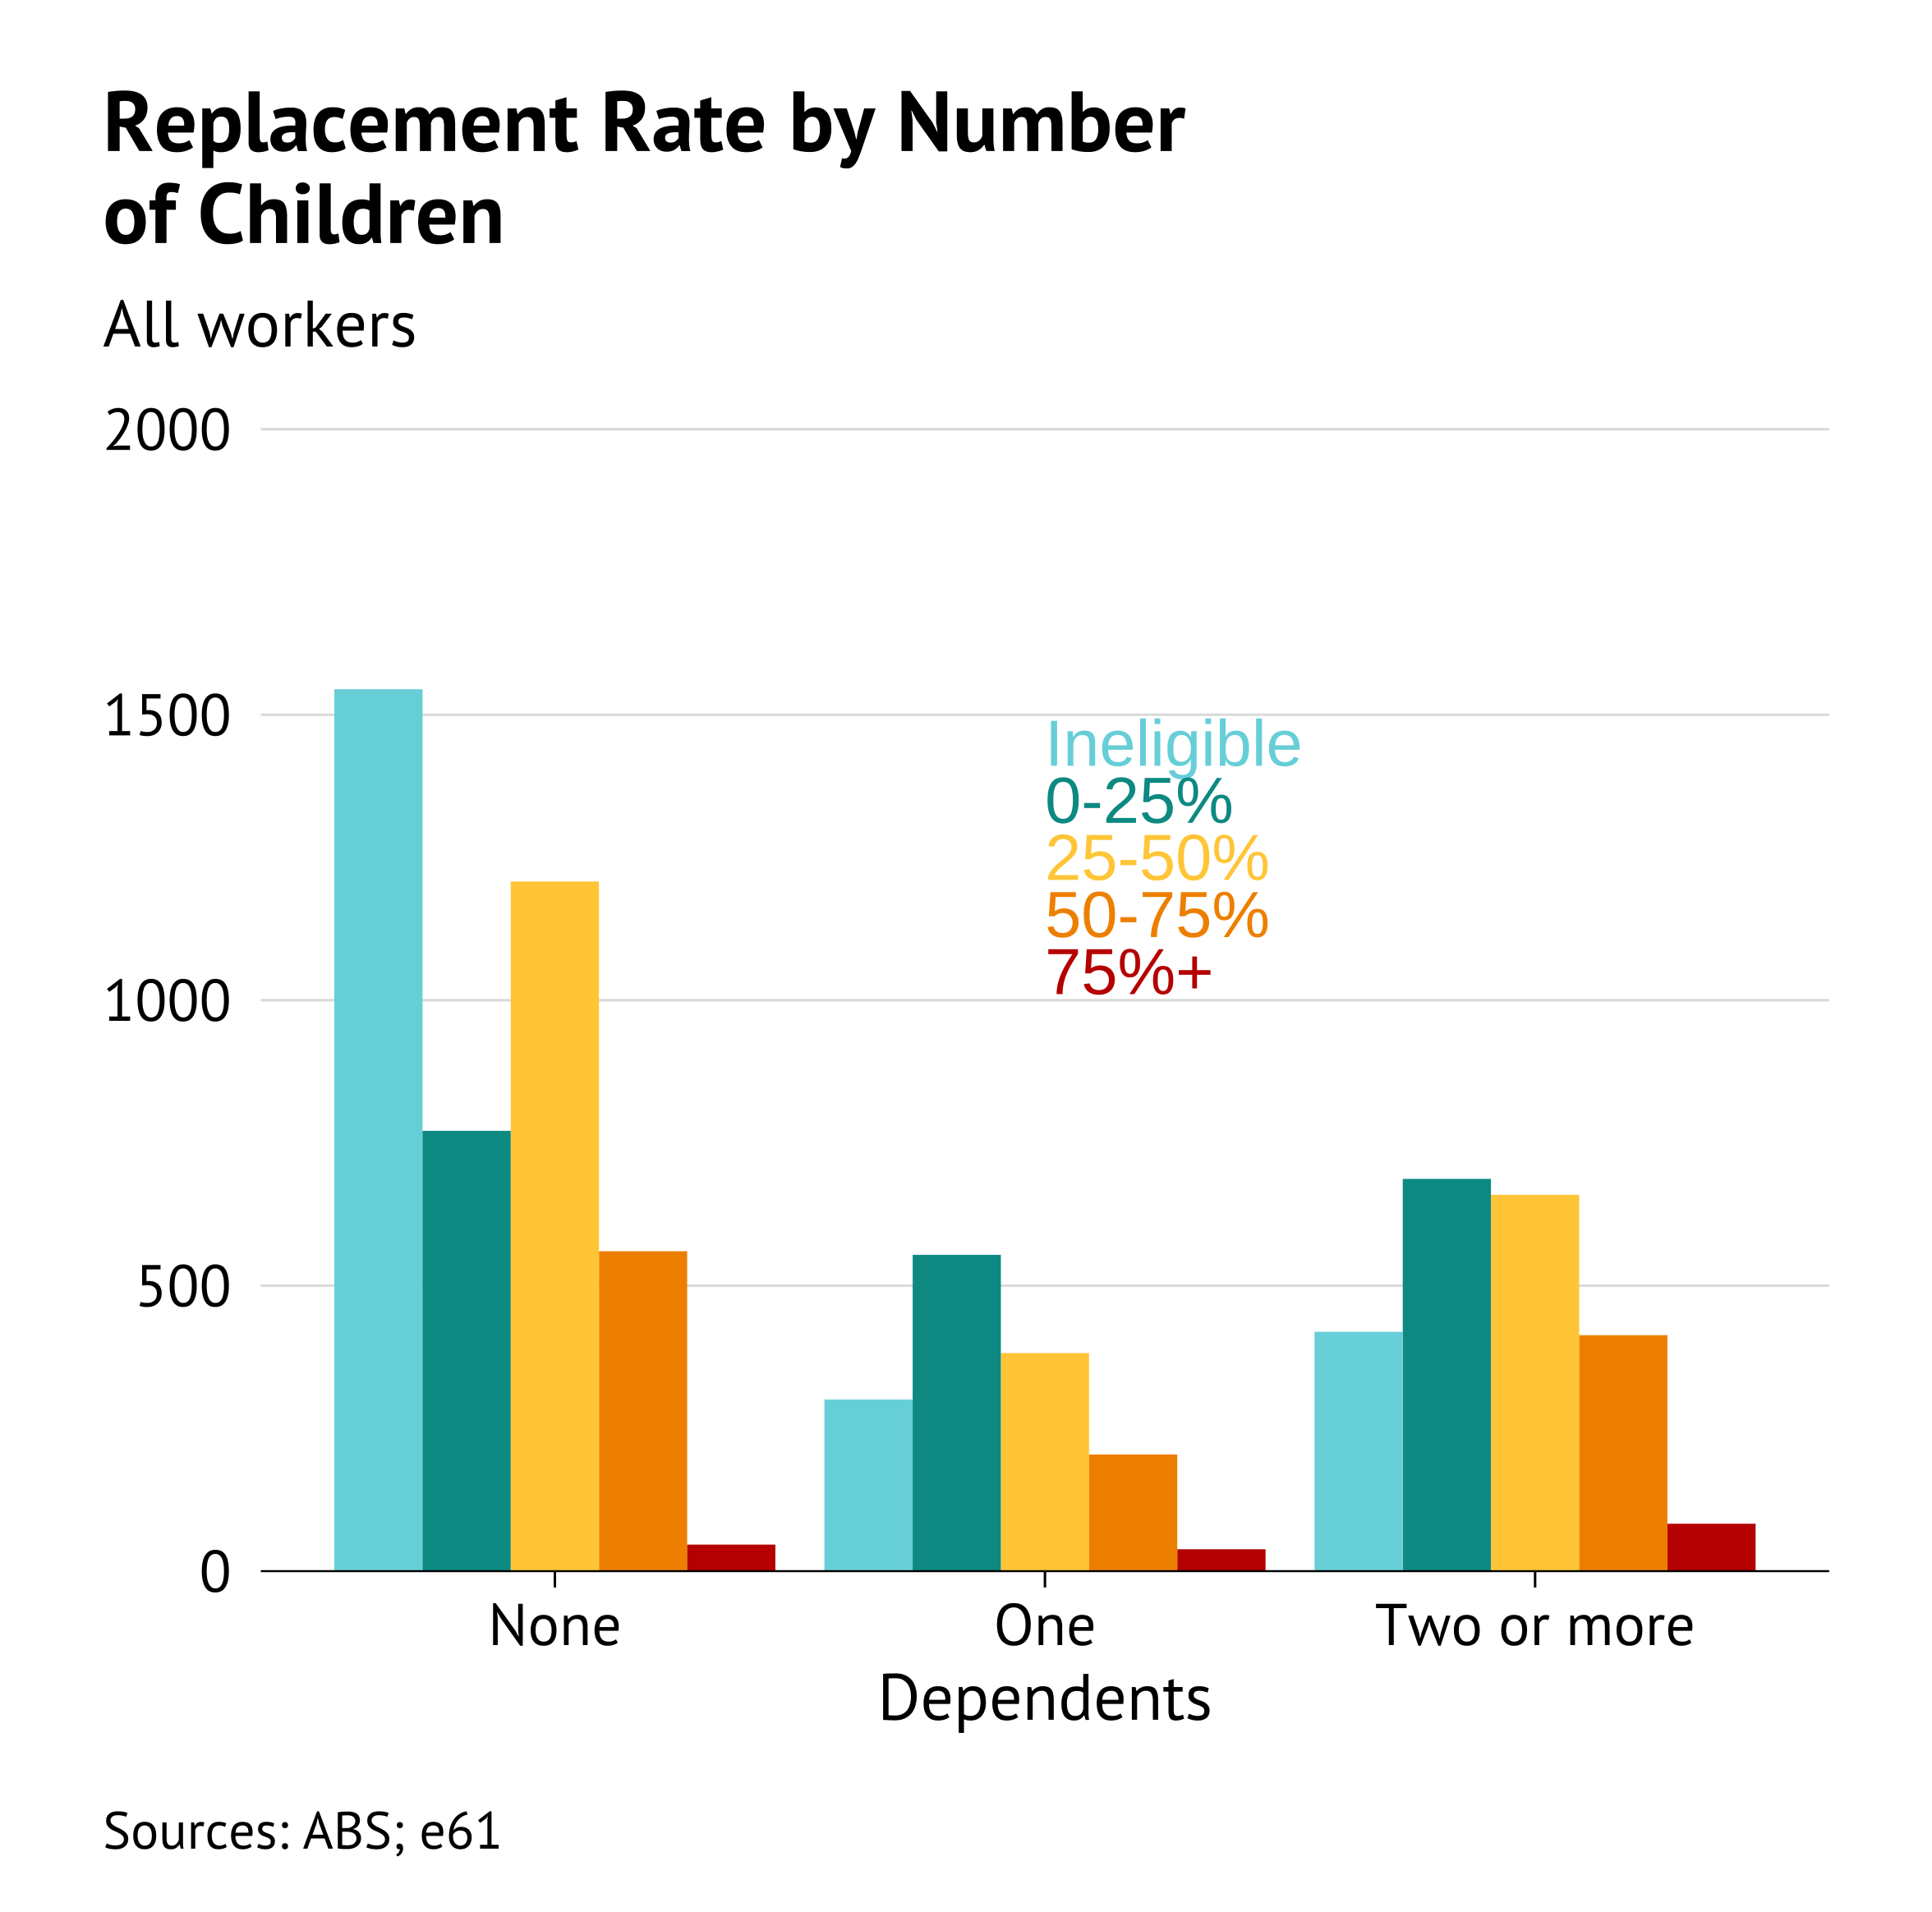 Replacement Rate by Number
of Children
All workers
2000
1500
Ineligible
0-25%
25-50%
50-75%
75%+
1000
500
0
None One Two or more
Dependents
Sources: ABS; e61